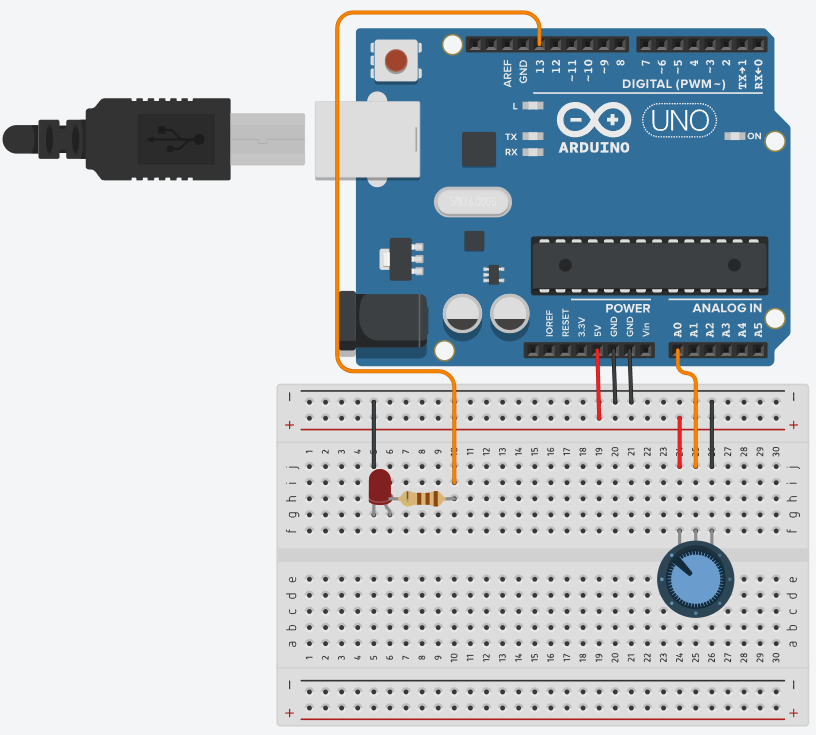 AREF
GND
13
12
~11
~10
~9
8
7
~6
~5
4
~3
2
TX→1
RX←0
DIGITAL (PWM ~)
L
TX
RX
ARDUINO
UNO
ON
POWER
ANALOG IN
IOREF
RESET
3.3V
5V
GND
GND
Vin
A0
A1
A2
A3
A4
A5
− −
+ +
1 2 3 4 5 6 7 8 9 10 11 12 13 14 15 16 17 18 19 20 21 22 23 24 25 26 27 28 29 30
j j
i i
h h
g g
f f
e e
d d
c c
b b
a a
1 2 3 4 5 6 7 8 9 10 11 12 13 14 15 16 17 18 19 20 21 22 23 24 25 26 27 28 29 30
− −
+ +